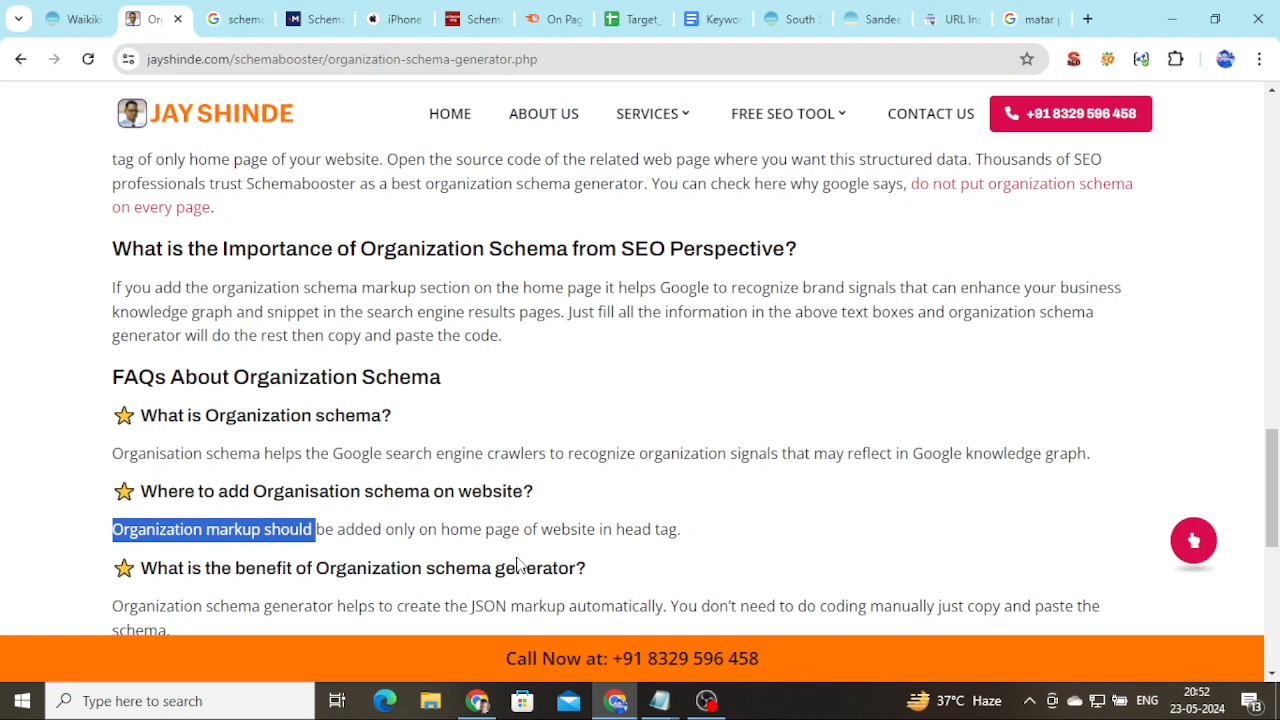 Waikiki
Org
schema
Schema
iPhone
Schema
On Pag
Target_
Keywor
South S
Sandee
URL Ins
matar p
jayshinde.com/schemabooster/organization-schema-generator.php
JAY SHINDE
HOME
ABOUT US
SERVICES
FREE SEO TOOL
CONTACT US
+91 8329 596 458
tag of only home page of your website. Open the source code of the related web page where you want this structured data. Thousands of SEO
professionals trust Schemabooster as a best organization schema generator. You can check here why google says, do not put organization schema
on every page.
What is the Importance of Organization Schema from SEO Perspective?
If you add the organization schema markup section on the home page it helps Google to recognize brand signals that can enhance your business
knowledge graph and snippet in the search engine results pages. Just fill all the information in the above text boxes and organization schema
generator will do the rest then copy and paste the code.
FAQs About Organization Schema
What is Organization schema?
Organisation schema helps the Google search engine crawlers to recognize organization signals that may reflect in Google knowledge graph.
Where to add Organisation schema on website?
Organization markup should be added only on home page of website in head tag.
What is the benefit of Organization schema generator?
Organization schema generator helps to create the JSON markup automatically. You don’t need to do coding manually just copy and paste the
schema.
Call Now at: +91 8329 596 458
Type here to search
37°C Haze
ENG
20:52
23-05-2024
13